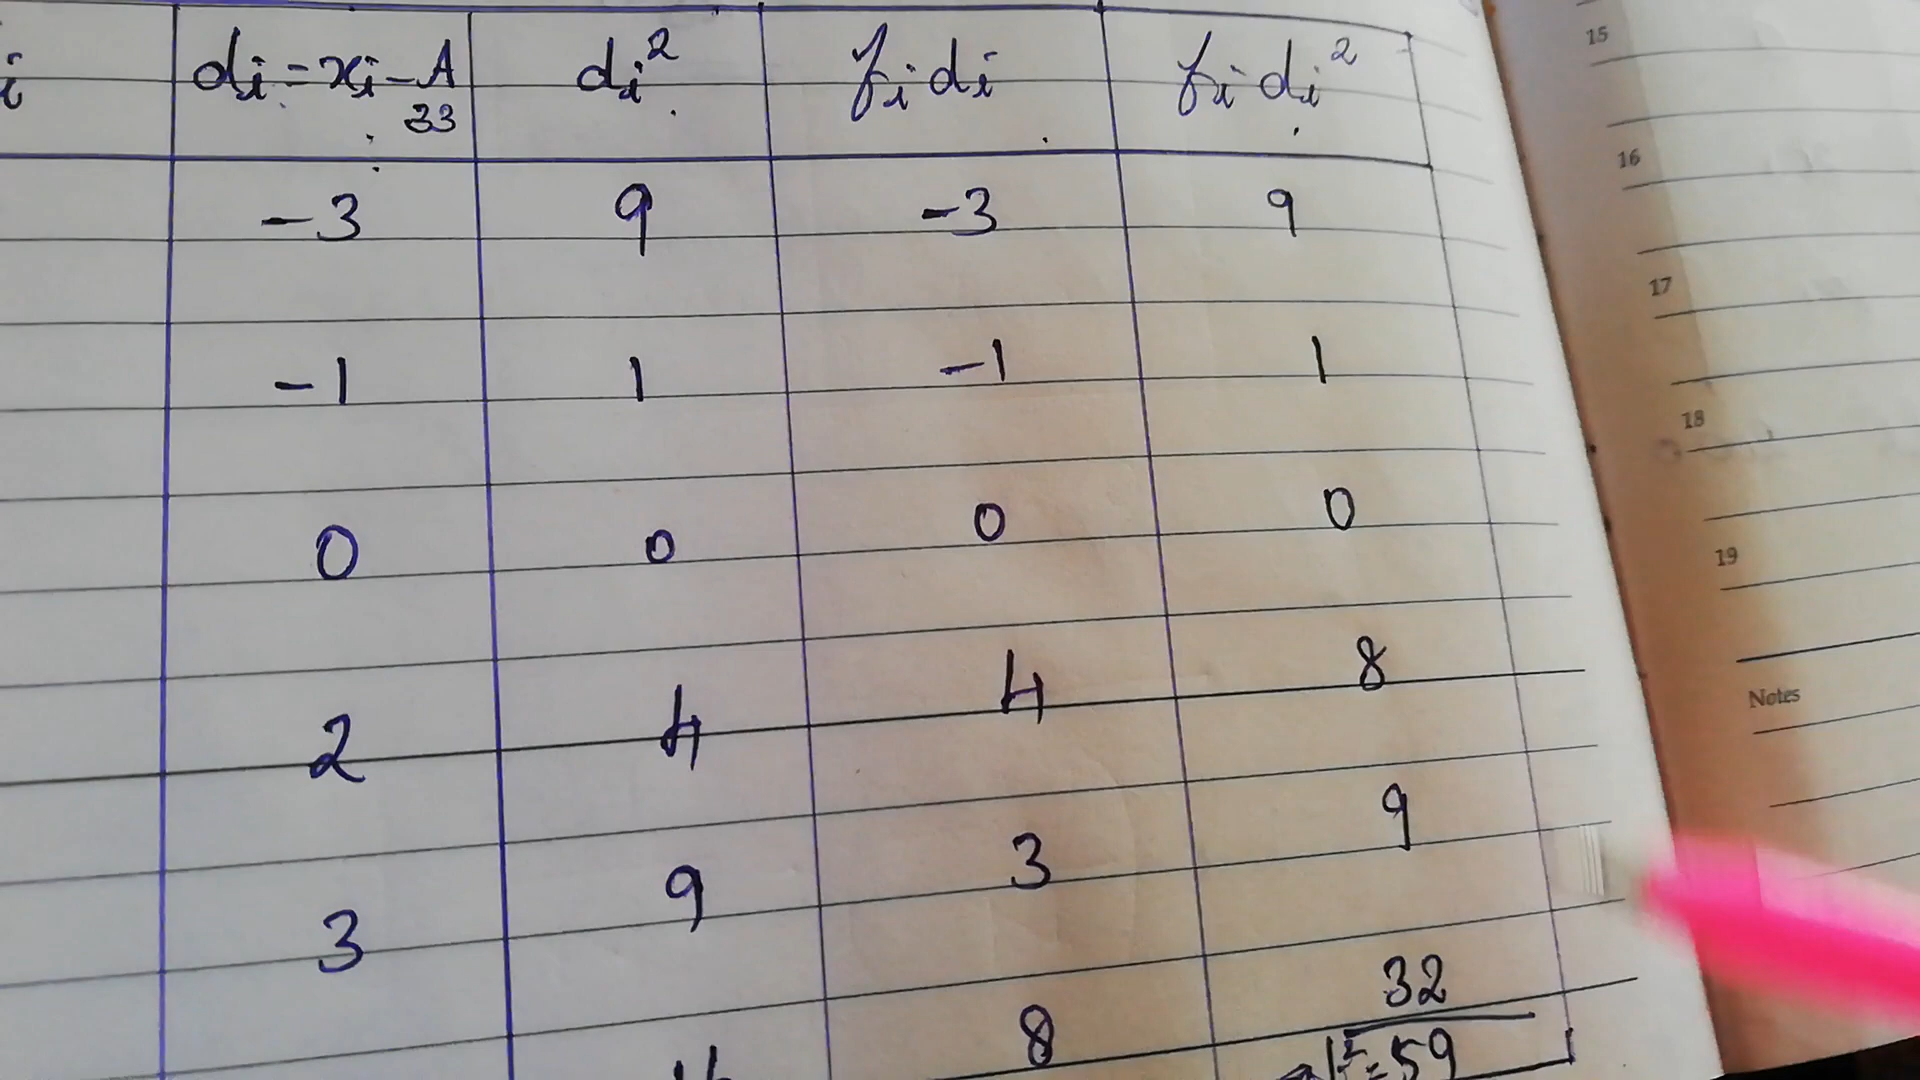 i di = xi - A di² fidi fidi²
33
-3 9 -3 9
-1 1 -1 1
0 0 0 0
2 4 4 8
3 9 3 9
8 32
= 59
15
16
17
18
19
Notes